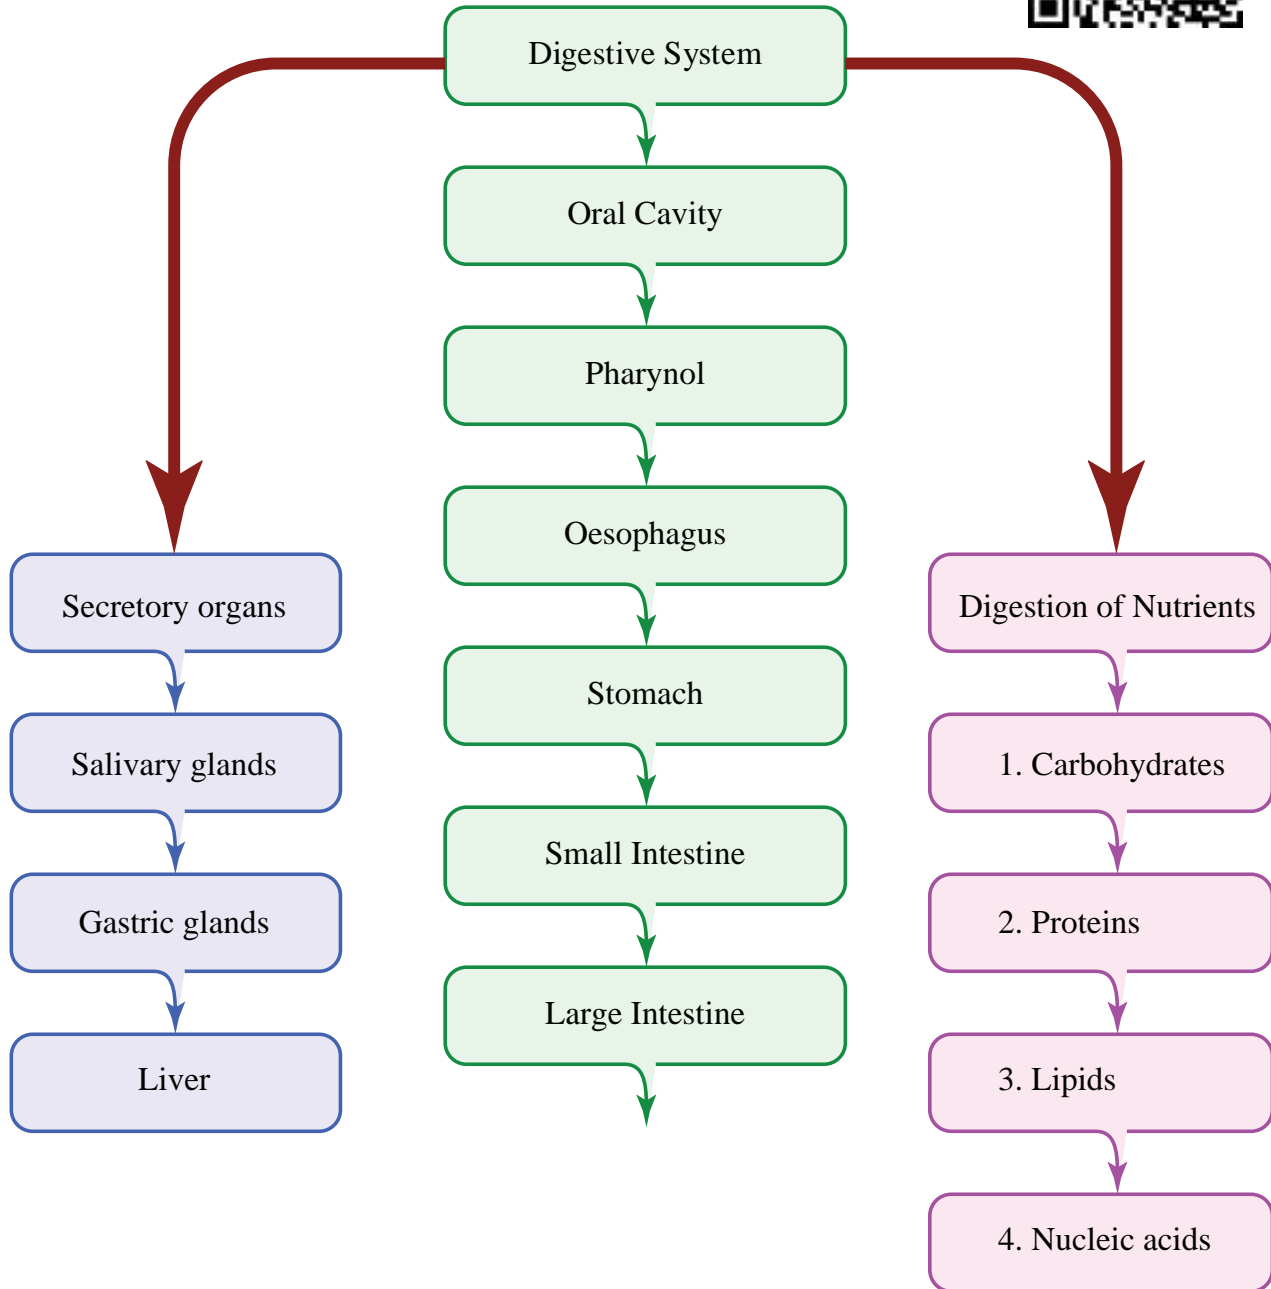 Digestive System
Oral Cavity
Pharynol
Oesophagus
Stomach
Small Intestine
Large Intestine
Secretory organs
Salivary glands
Gastric glands
Liver
Digestion of Nutrients
1. Carbohydrates
2. Proteins
3. Lipids
4. Nucleic acids